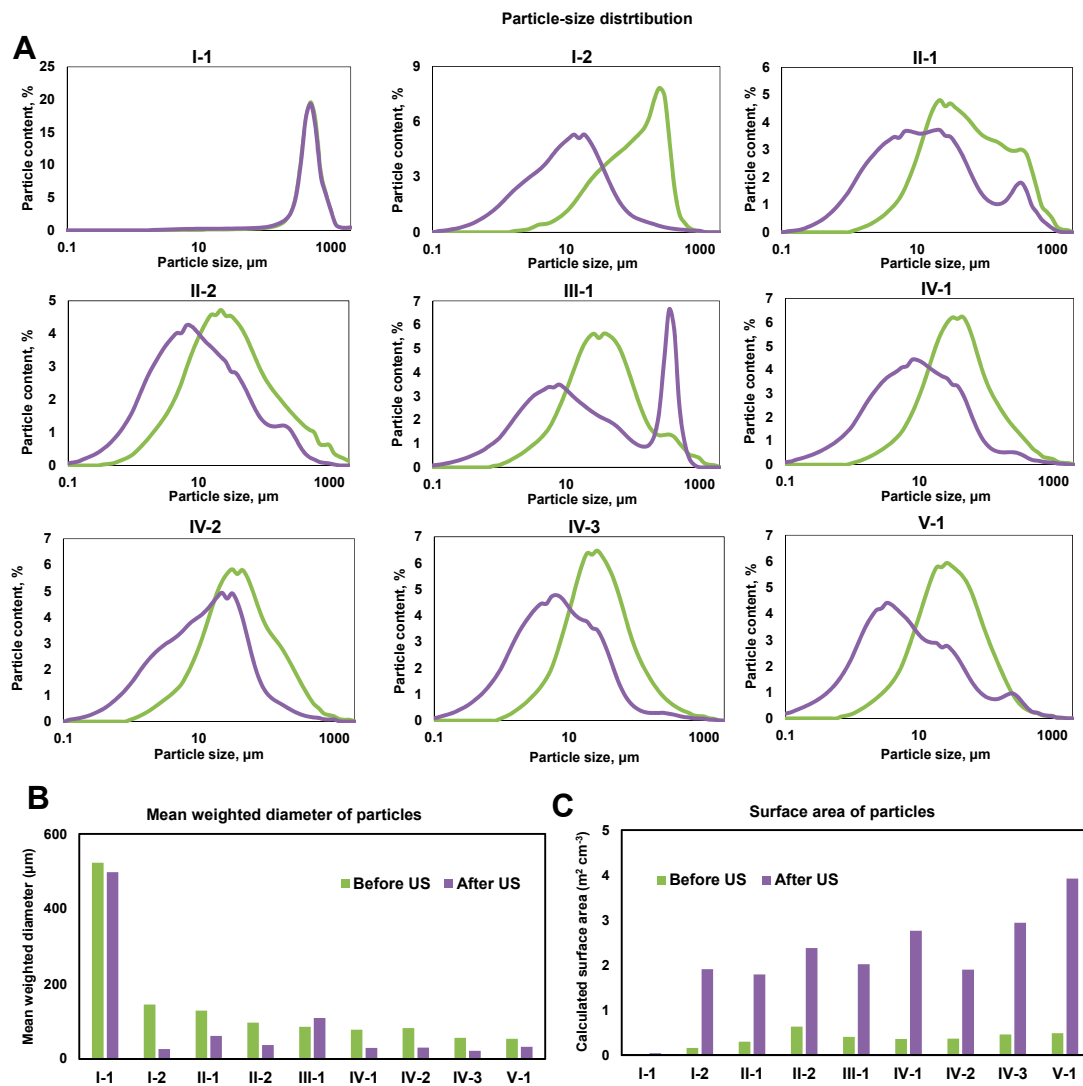 Particle-size distrtibution
A
I-1
Particle content, %
25
20
15
10
5
0
0.1
10
1000
Particle size, µm
I-2
Particle content, %
9
6
3
0
0.1
10
1000
Particle size, µm
II-1
Particle content, %
6
5
4
3
2
1
0
0.1
10
1000
Particle size, µm
II-2
Particle content, %
5
4
3
2
1
0
0.1
10
1000
Particle size, µm
III-1
Particle content, %
7
6
5
4
3
2
1
0
0.1
10
1000
Particle size, µm
IV-1
Particle content, %
7
6
5
4
3
2
1
0
0.1
10
1000
Particle size, µm
IV-2
Particle content, %
7
6
5
4
3
2
1
0
0.1
10
1000
Particle size, µm
IV-3
Particle content, %
7
6
5
4
3
2
1
0
0.1
10
1000
Particle size, µm
V-1
Particle content, %
7
6
5
4
3
2
1
0
0.1
10
1000
Particle size, µm
B
Mean weighted diameter of particles
Mean weighted diameter (µm)
600
400
200
0
Before US
After US
I-1 I-2 II-1 II-2 III-1 IV-1 IV-2 IV-3 V-1
C
Surface area of particles
Calculated surface area (m² cm⁻³)
5
4
3
2
1
0
Before US
After US
I-1 I-2 II-1 II-2 III-1 IV-1 IV-2 IV-3 V-1